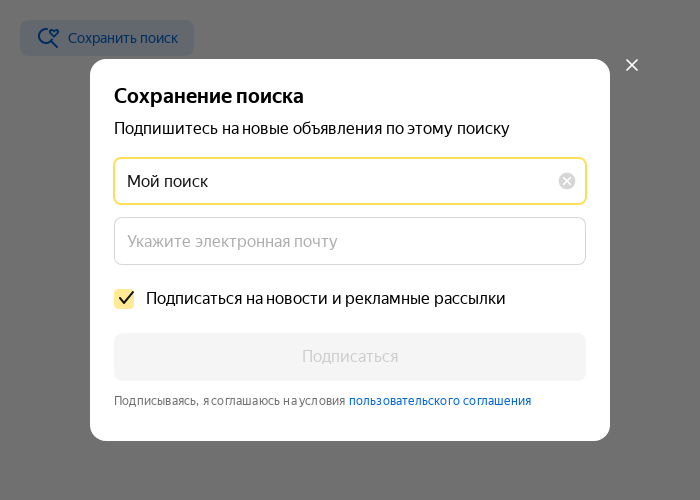 Сохранить поиск
Сохранение поиска
Подпишитесь на новые объявления по этому поиску
Мой поиск
Укажите электронная почту
Подписаться на новости и рекламные рассылки
Подписаться
Подписываясь, я соглашаюсь на условия пользовательского соглашения